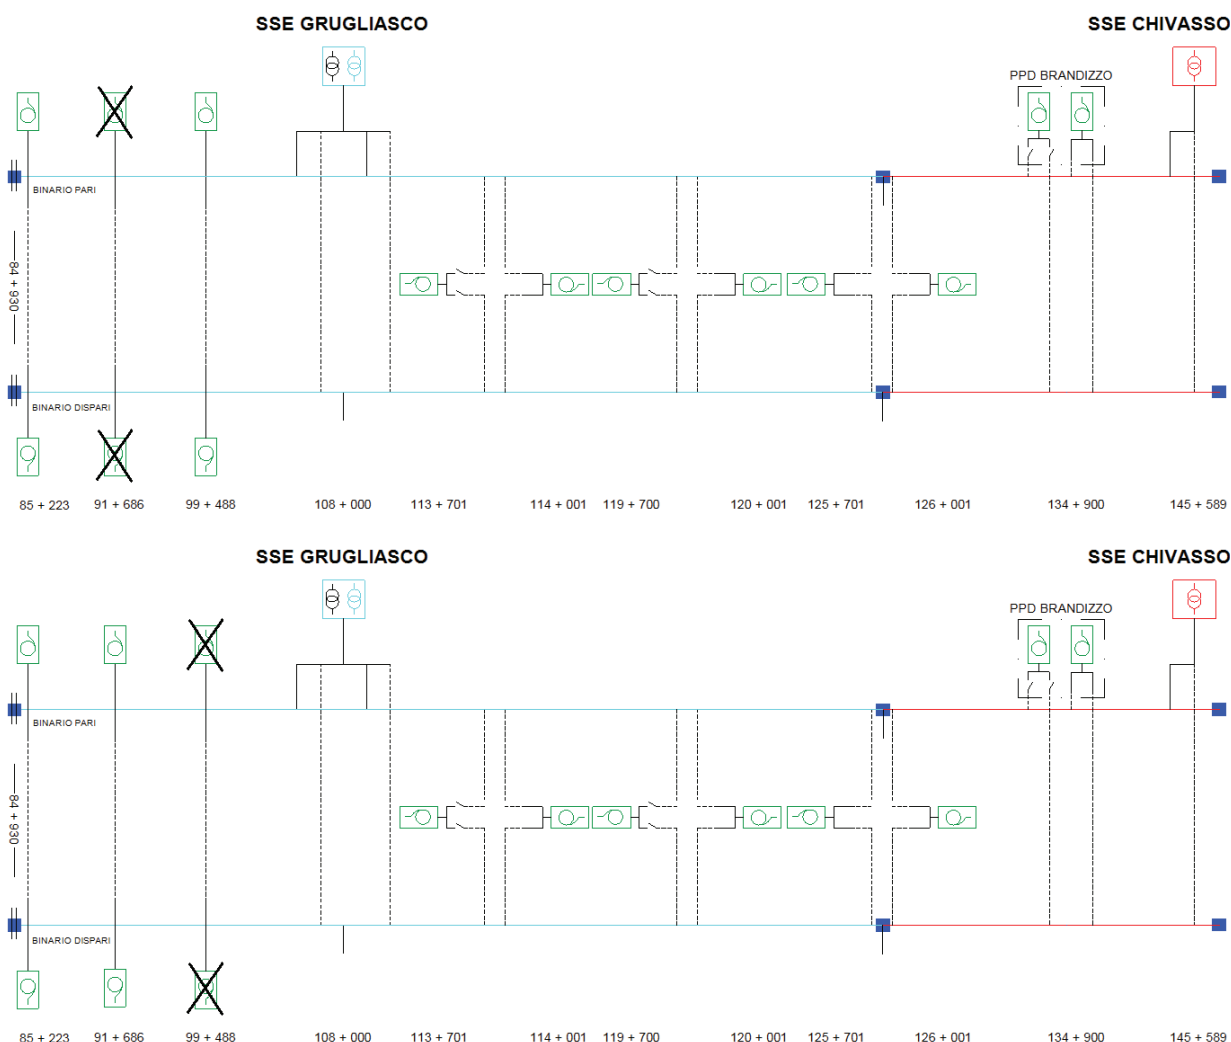 SSE GRUGLIASCO SSE CHIVASSO
PPD BRANDIZZO
BINARIO PARI
84 + 930
BINARIO DISPARI
85 + 223 91 + 686 99 + 488 108 + 000 113 + 701 114 + 001 119 + 700 120 + 001 125 + 701 126 + 001 134 + 900 145 + 589
SSE GRUGLIASCO SSE CHIVASSO
PPD BRANDIZZO
BINARIO PARI
84 + 930
BINARIO DISPARI
85 + 223 91 + 686 99 + 488 108 + 000 113 + 701 114 + 001 119 + 700 120 + 001 125 + 701 126 + 001 134 + 900 145 + 589